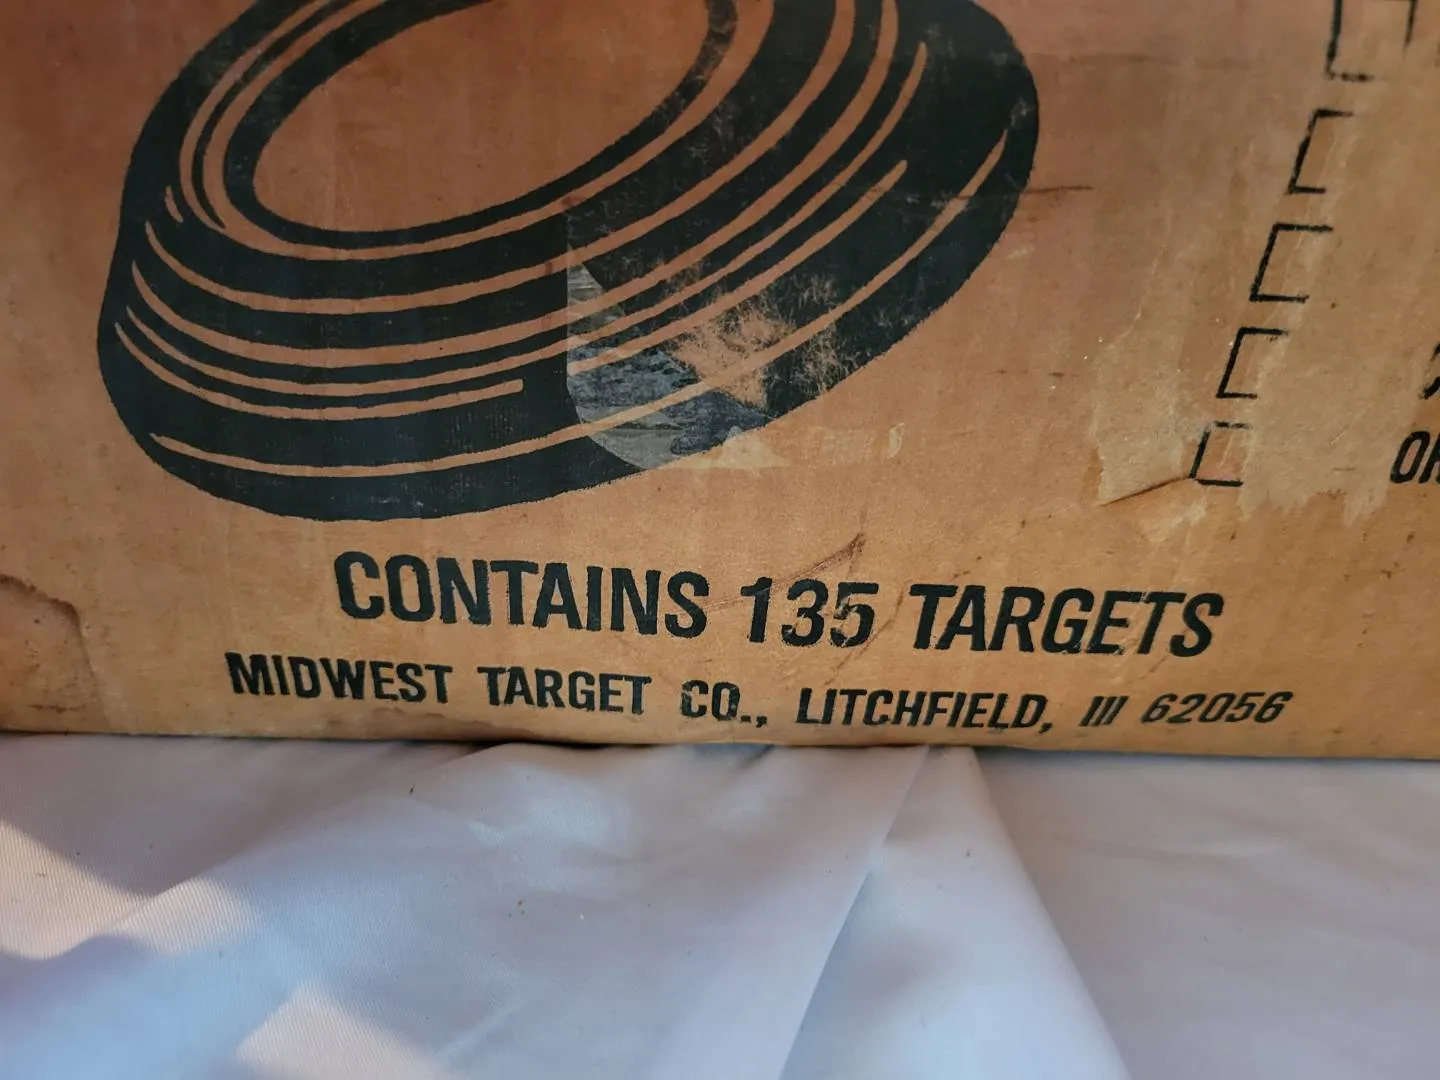 CONTAINS 135 TARGETS
MIDWEST TARGET CO., LITCHFIELD, Ill 62056